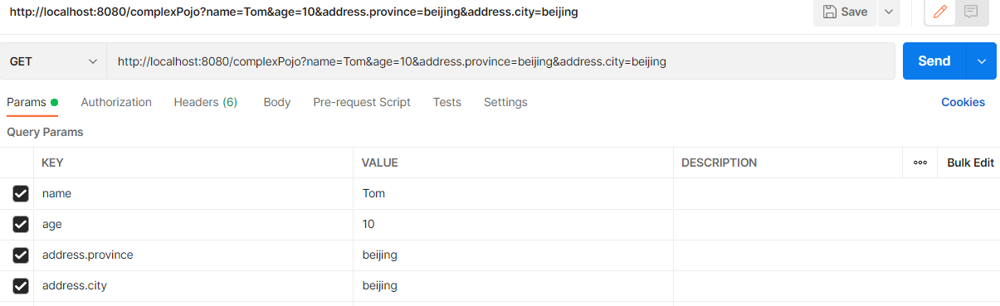 http://localhost:8080/complexPojo?name=Tom&age=10&address.province=beijing&address.city=beijing
Save
GET
http://localhost:8080/complexPojo?name=Tom&age=10&address.province=beijing&address.city=beijing
Send
Params Authorization Headers (6) Body Pre-request Script Tests Settings Cookies
Query Params
KEY VALUE DESCRIPTION ooo Bulk Edit
name Tom
age 10
address.province beijing
address.city beijing